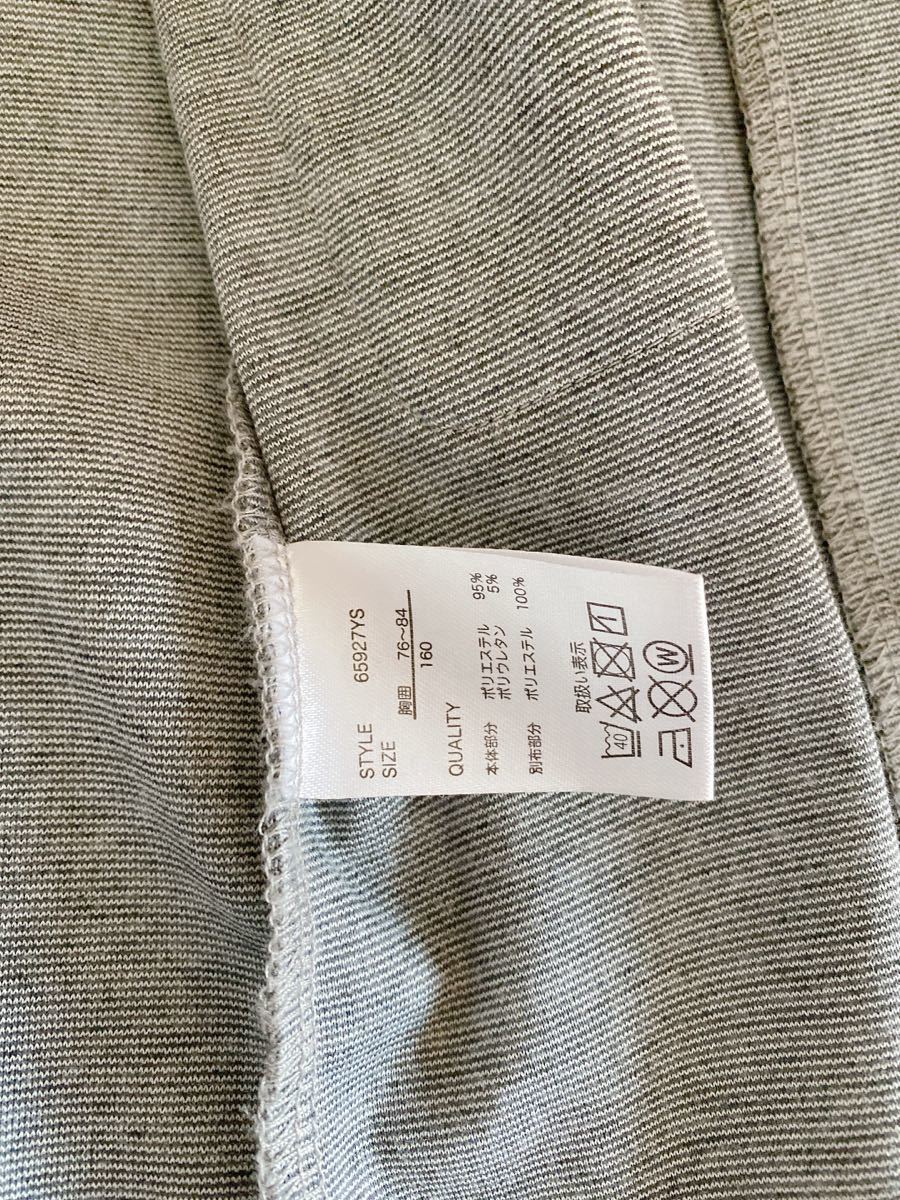 STYLE 65927YS
SIZE 胸囲 76～84
160
QUALITY
本体部分 ポリエステル 95%
ポリウレタン 5%
別布部分 ポリエステル 100%
取扱い表示
40
W